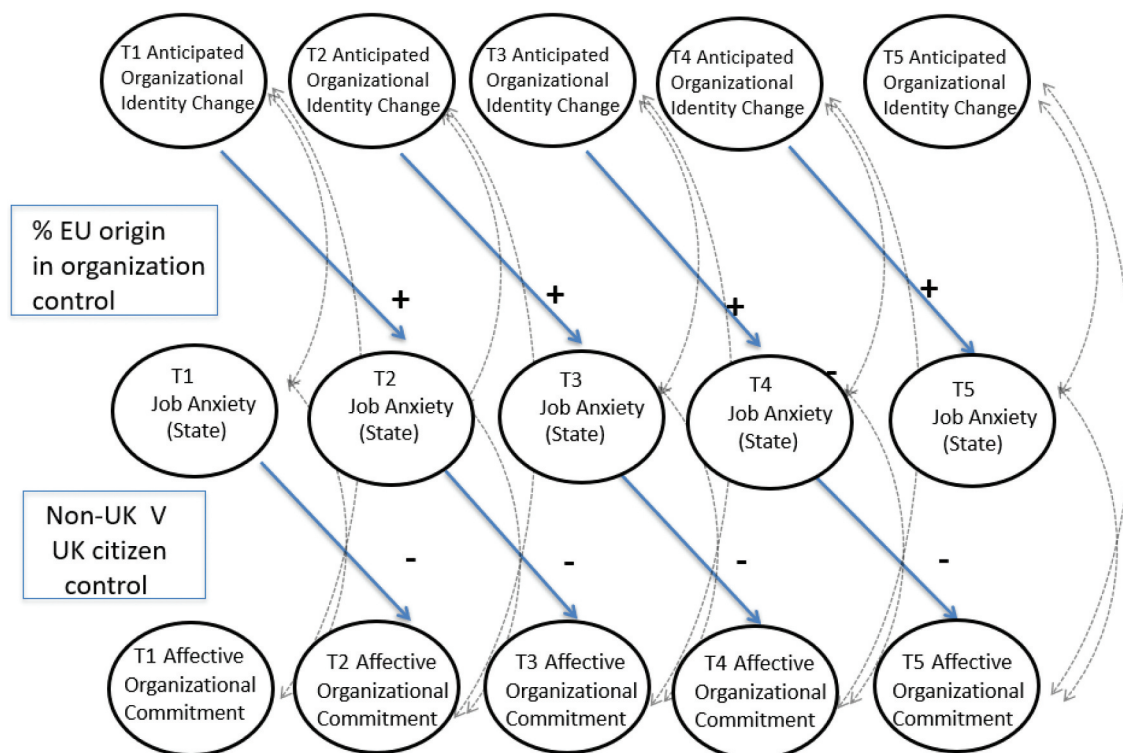 T1 Anticipated
Organizational
Identity Change
T2 Anticipated
Organizational
Identity Change
T3 Anticipated
Organizational
Identity Change
T4 Anticipated
Organizational
Identity Change
T5 Anticipated
Organizational
Identity Change
% EU origin
in organization
control
+
+
+
+
T1
Job Anxiety
(State)
T2
Job Anxiety
(State)
T3
Job Anxiety
(State)
-
T4
Job Anxiety
(State)
T5
Job Anxiety
(State)
Non-UK V
UK citizen
control
-
-
-
-
T1 Affective
Organizational
Commitment
T2 Affective
Organizational
Commitment
T3 Affective
Organizational
Commitment
T4 Affective
Organizational
Commitment
T5 Affective
Organizational
Commitment